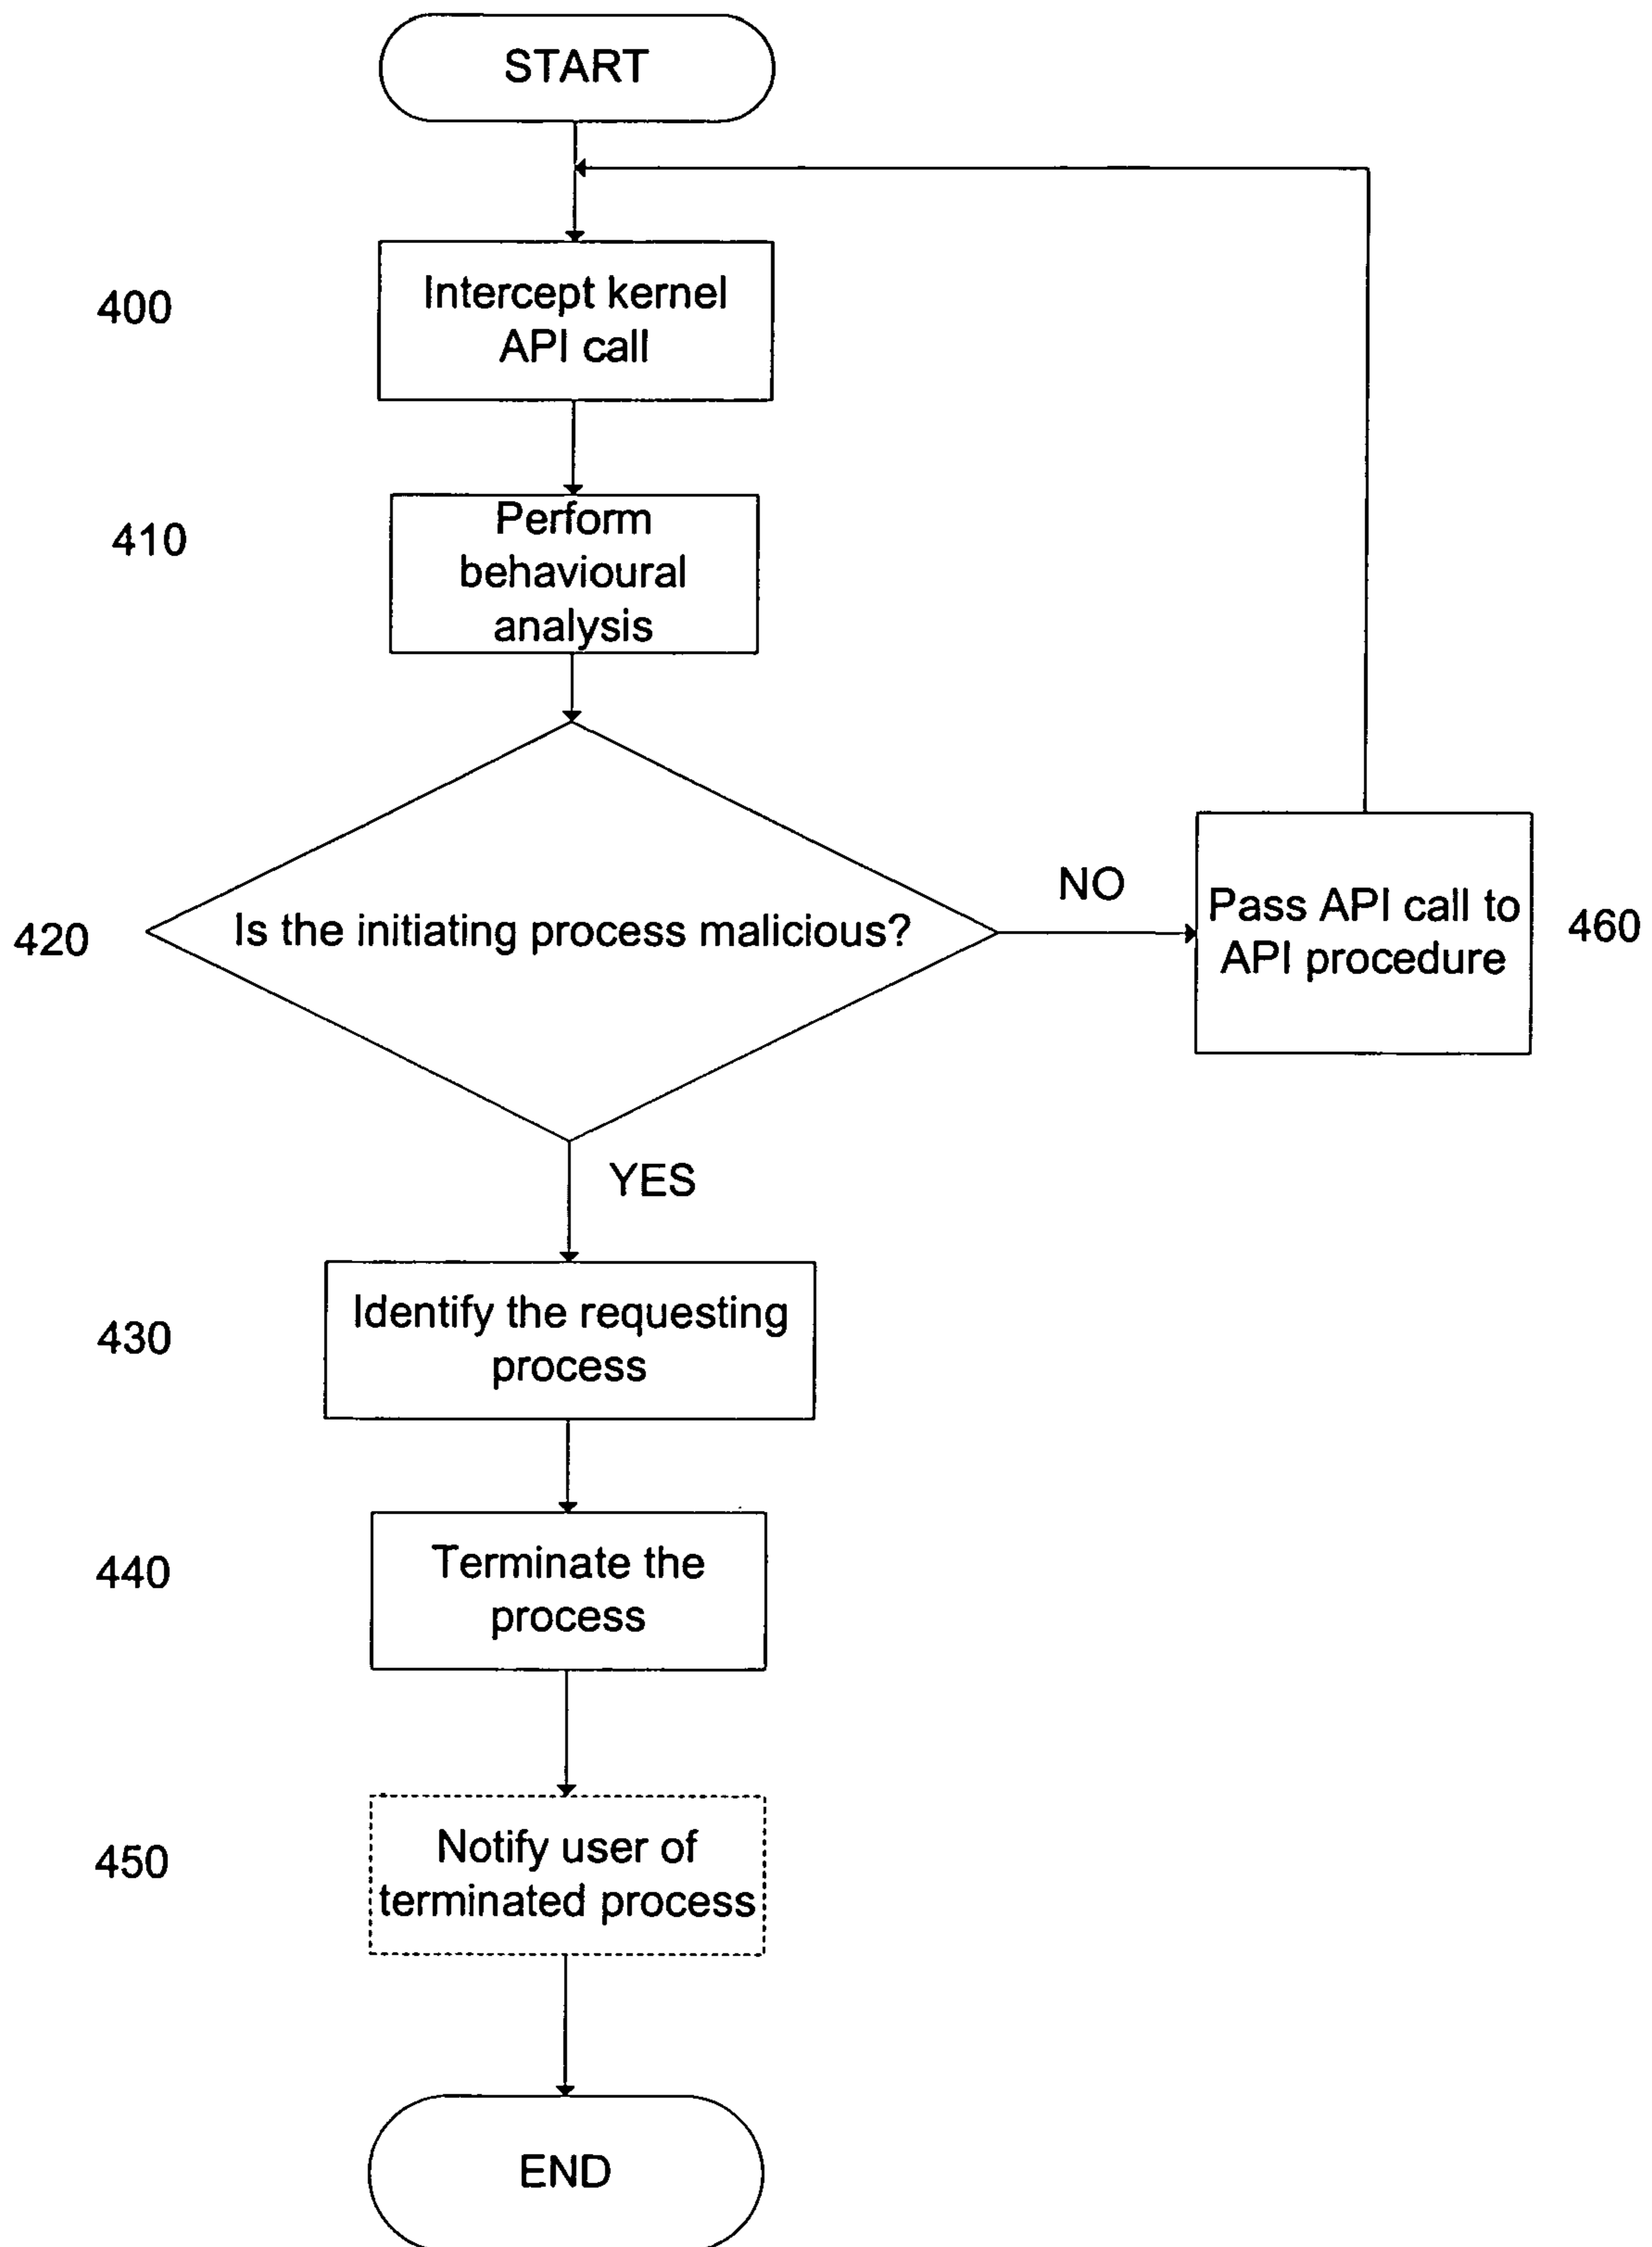 START
400
Intercept kernel
API call
410
Perform
behavioural
analysis
420
Is the initiating process malicious?
NO
Pass API call to
API procedure
460
YES
430
Identify the requesting
process
440
Terminate the
process
450
Notify user of
terminated process
END